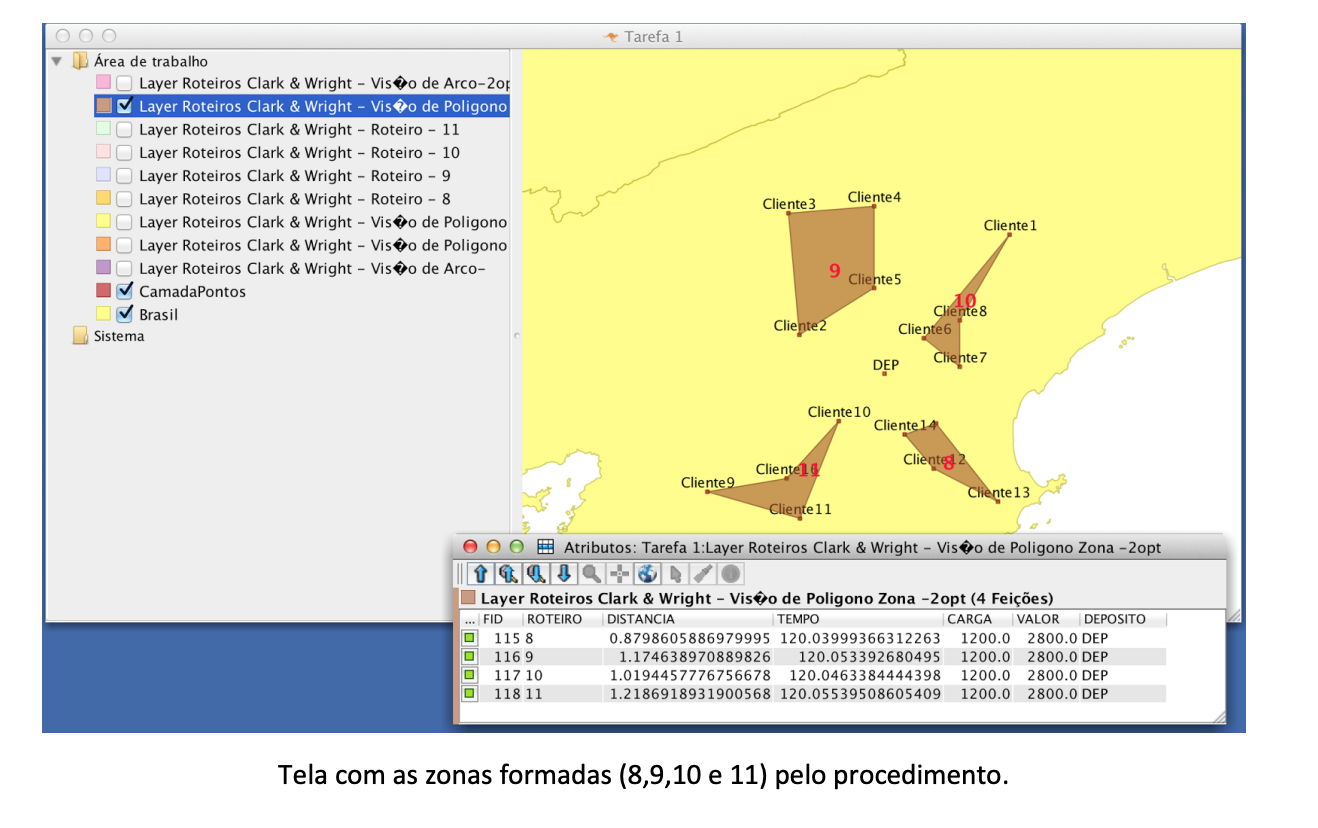 Tarefa 1
Área de trabalho
Layer Roteiros Clark & Wright – Vis�o de Arco–2op
Layer Roteiros Clark & Wright – Vis�o de Poligono
Layer Roteiros Clark & Wright – Roteiro – 11
Layer Roteiros Clark & Wright – Roteiro – 10
Layer Roteiros Clark & Wright – Roteiro – 9
Layer Roteiros Clark & Wright – Roteiro – 8
Layer Roteiros Clark & Wright – Vis�o de Poligono
Layer Roteiros Clark & Wright – Vis�o de Poligono
Layer Roteiros Clark & Wright – Vis�o de Arco–
CamadaPontos
Brasil
Sistema
Cliente3
Cliente4
Cliente1
9
Cliente5
10
Cliente8
Cliente2
Cliente6
Cliente7
DEP
Cliente10
Cliente14
Cliente12
8
11
Cliente9
Cliente13
Cliente11
Atributos: Tarefa 1:Layer Roteiros Clark & Wright – Vis�o de Poligono Zona –2opt
Layer Roteiros Clark & Wright – Vis�o de Poligono Zona –2opt (4 Feições)
... FID ROTEIRO DISTANCIA TEMPO CARGA VALOR DEPOSITO
115 8 0.8798605886979995 120.03999366312263 1200.0 2800.0 DEP
116 9 1.174638970889826 120.053392680495 1200.0 2800.0 DEP
117 10 1.0194457776756678 120.0463384444398 1200.0 2800.0 DEP
118 11 1.2186918931900568 120.05539508605409 1200.0 2800.0 DEP
Tela com as zonas formadas (8,9,10 e 11) pelo procedimento.